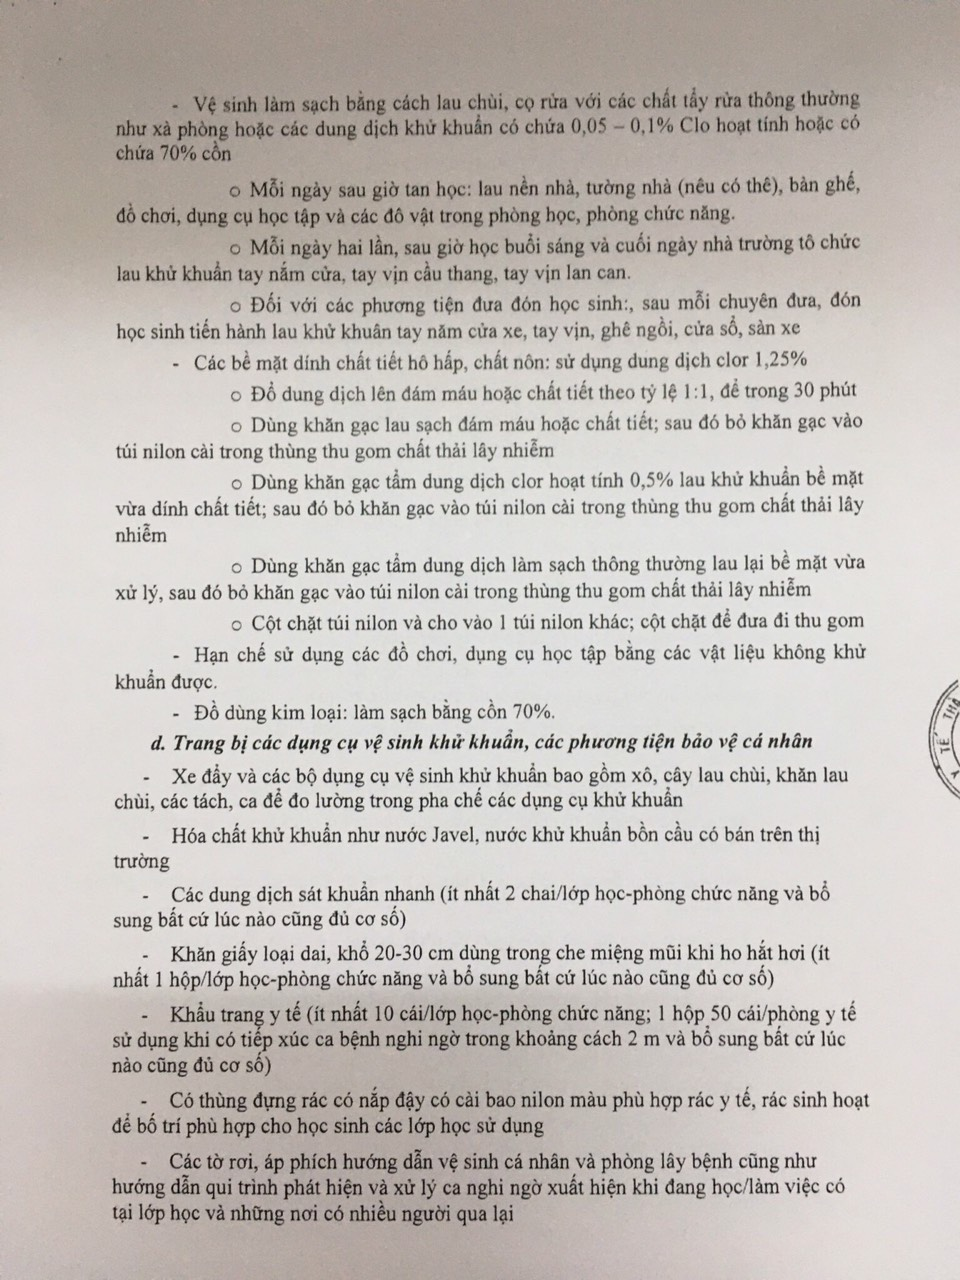 - Vệ sinh làm sạch bằng cách lau chùi, cọ rửa với các chất tẩy rửa thông thường
như xà phòng hoặc các dung dịch khử khuẩn có chứa 0,05 – 0,1% Clo hoạt tính hoặc có
chứa 70% cồn
o Mỗi ngày sau giờ tan học: lau nền nhà, tường nhà (nêu có thê), bàn ghế,
đồ chơi, dụng cụ học tập và các đô vật trong phòng học, phòng chức năng.
o Mỗi ngày hai lần, sau giờ học buổi sáng và cuối ngày nhà trường tô chức
lau khử khuẩn tay nắm cửa, tay vịn cầu thang, tay vịn lan can.
o Đối với các phương tiện đưa đón học sinh:, sau mỗi chuyên đưa, đón
học sinh tiến hành lau khử khuân tay năm cửa xe, tay vịn, ghê ngồi, cửa sổ, sàn xe
- Các bề mặt dính chất tiết hô hấp, chất nôn: sử dụng dung dịch clor 1,25%
o Đổ dung dịch lên đám máu hoặc chất tiết theo tỷ lệ 1:1, để trong 30 phút
o Dùng khăn gạc lau sạch đám máu hoặc chất tiết; sau đó bỏ khăn gạc vào
túi nilon cài trong thùng thu gom chất thải lây nhiễm
o Dùng khăn gạc tẩm dung dịch clor hoạt tính 0,5% lau khử khuẩn bề mặt
vừa dính chất tiết; sau đó bỏ khăn gạc vào túi nilon cài trong thùng thu gom chất thải lây
nhiễm
o Dùng khăn gạc tẩm dung dịch làm sạch thông thường lau lại bề mặt vừa
xử lý, sau đó bỏ khăn gạc vào túi nilon cài trong thùng thu gom chất thải lây nhiễm
o Cột chặt túi nilon và cho vào 1 túi nilon khác; cột chặt để đưa đi thu gom
- Hạn chế sử dụng các đồ chơi, dụng cụ học tập bằng các vật liệu không khử
khuẩn được.
- Đồ dùng kim loại: làm sạch bằng cồn 70%.
d. Trang bị các dụng cụ vệ sinh khử khuẩn, các phương tiện bảo vệ cá nhân
- Xe đẩy và các bộ dụng cụ vệ sinh khử khuẩn bao gồm xô, cây lau chùi, khăn lau
chùi, các tách, ca để đo lường trong pha chế các dụng cụ khử khuẩn
- Hóa chất khử khuẩn như nước Javel, nước khử khuẩn bồn cầu có bán trên thị
trường
- Các dung dịch sát khuẩn nhanh (ít nhất 2 chai/lớp học-phòng chức năng và bổ
sung bất cứ lúc nào cũng đủ cơ số)
- Khăn giấy loại dai, khổ 20-30 cm dùng trong che miệng mũi khi ho hắt hơi (ít
nhất 1 hộp/lớp học-phòng chức năng và bổ sung bất cứ lúc nào cũng đủ cơ số)
- Khẩu trang y tế (ít nhất 10 cái/lớp học-phòng chức năng; 1 hộp 50 cái/phòng y tế
sử dụng khi có tiếp xúc ca bệnh nghi ngờ trong khoảng cách 2 m và bổ sung bất cứ lúc
nào cũng đủ cơ số)
- Có thùng đựng rác có nắp đậy có cài bao nilon màu phù hợp rác y tế, rác sinh hoạt
để bố trí phù hợp cho học sinh các lớp học sử dụng
- Các tờ rơi, áp phích hướng dẫn vệ sinh cá nhân và phòng lây bệnh cũng như
hướng dẫn qui trình phát hiện và xử lý ca nghi ngờ xuất hiện khi đang học/làm việc có
tại lớp học và những nơi có nhiều người qua lại
Y TẾ